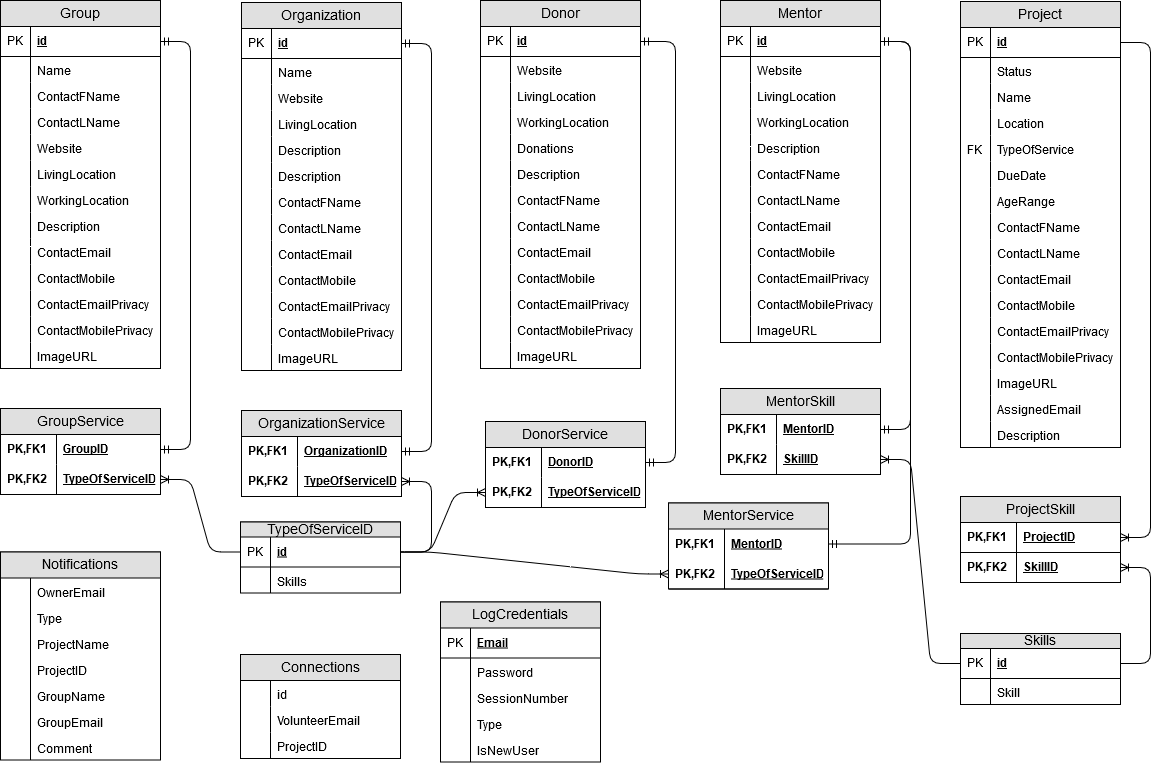 Group
PK id
Name
ContactFName
ContactLName
Website
LivingLocation
WorkingLocation
Description
ContactEmail
ContactMobile
ContactEmailPrivacy
ContactMobilePrivacy
ImageURL
Organization
PK id
Name
Website
LivingLocation
Description
Description
ContactFName
ContactLName
ContactEmail
ContactMobile
ContactEmailPrivacy
ContactMobilePrivacy
ImageURL
Donor
PK id
Website
LivingLocation
WorkingLocation
Donations
Description
ContactFName
ContactLName
ContactEmail
ContactMobile
ContactEmailPrivacy
ContactMobilePrivacy
ImageURL
Mentor
PK id
Website
LivingLocation
WorkingLocation
Description
ContactFName
ContactLName
ContactEmail
ContactMobile
ContactEmailPrivacy
ContactMobilePrivacy
ImageURL
Project
PK id
Status
Name
Location
FK TypeOfService
DueDate
AgeRange
ContactFName
ContactLName
ContactEmail
ContactMobile
ContactEmailPrivacy
ContactMobilePrivacy
ImageURL
AssignedEmail
Description
GroupService
PK,FK1 GroupID
PK,FK2 TypeOfServiceID
OrganizationService
PK,FK1 OrganizationID
PK,FK2 TypeOfServiceID
DonorService
PK,FK1 DonorID
PK,FK2 TypeOfServiceID
MentorSkill
PK,FK1 MentorID
PK,FK2 SkillID
MentorService
PK,FK1 MentorID
PK,FK2 TypeOfServiceID
ProjectSkill
PK,FK1 ProjectID
PK,FK2 SkillID
TypeOfServiceID
PK id
Skills
Notifications
OwnerEmail
Type
ProjectName
ProjectID
GroupName
GroupEmail
Comment
Connections
id
VolunteerEmail
ProjectID
LogCredentials
PK Email
Password
SessionNumber
Type
IsNewUser
Skills
PK id
Skill